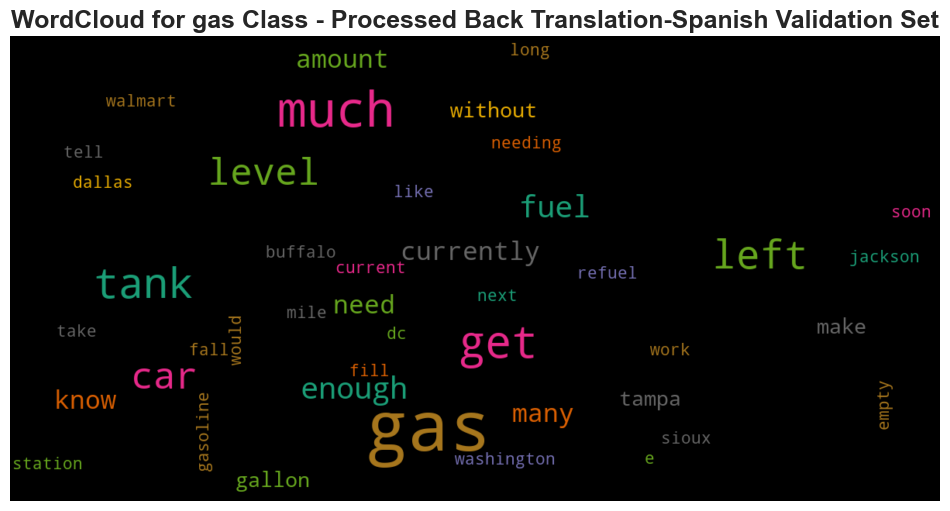 WordCloud for gas Class - Processed Back Translation-Spanish Validation Set
long
amount
walmart
much
without
needing
tell
level
dallas
like
fuel
soon
buffalo
currently
left
jackson
current
refuel
tank
next
need
mile
take
would
dc
make
get
fall
work
car
fill
enough
know
gasoline
many
tampa
empty
gas
sioux
station
washington
e
gallon